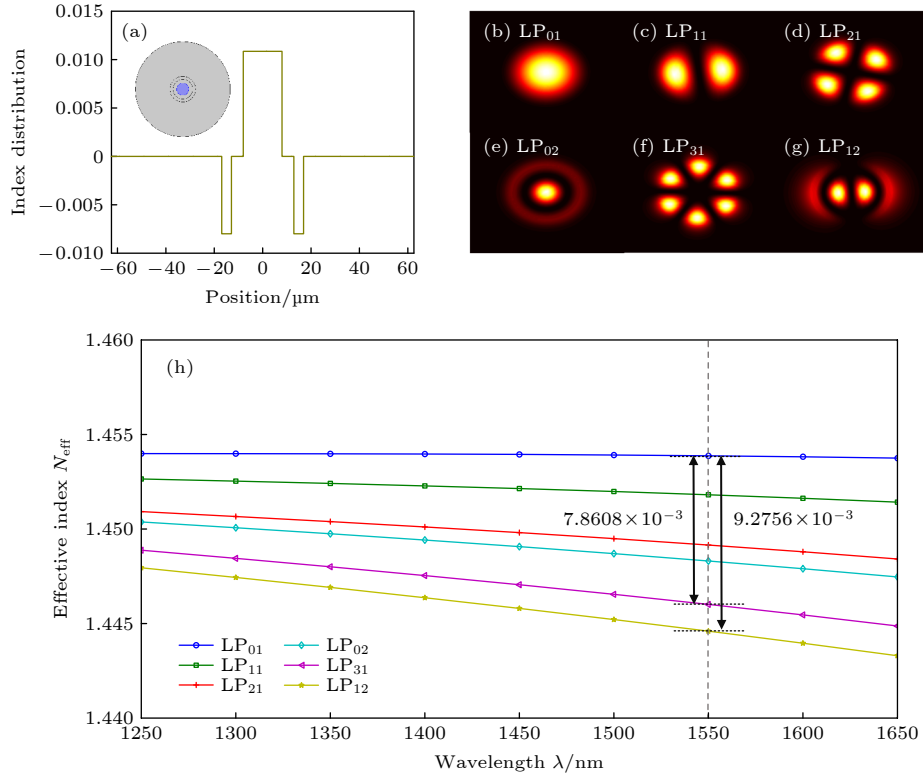 (a)
Index distribution
0.015
0.010
0.005
0
−0.005
−0.010
−60 −40 −20 0 20 40 60
Position/µm
(b) LP₀₁
(c) LP₁₁
(d) LP₂₁
(e) LP₀₂
(f) LP₃₁
(g) LP₁₂
(h)
Effective index N_eff
1.460
1.455
1.450
1.445
1.440
7.8608×10⁻³
9.2756×10⁻³
LP₀₁ LP₀₂
LP₁₁ LP₃₁
LP₂₁ LP₁₂
1250 1300 1350 1400 1450 1500 1550 1600 1650
Wavelength λ/nm